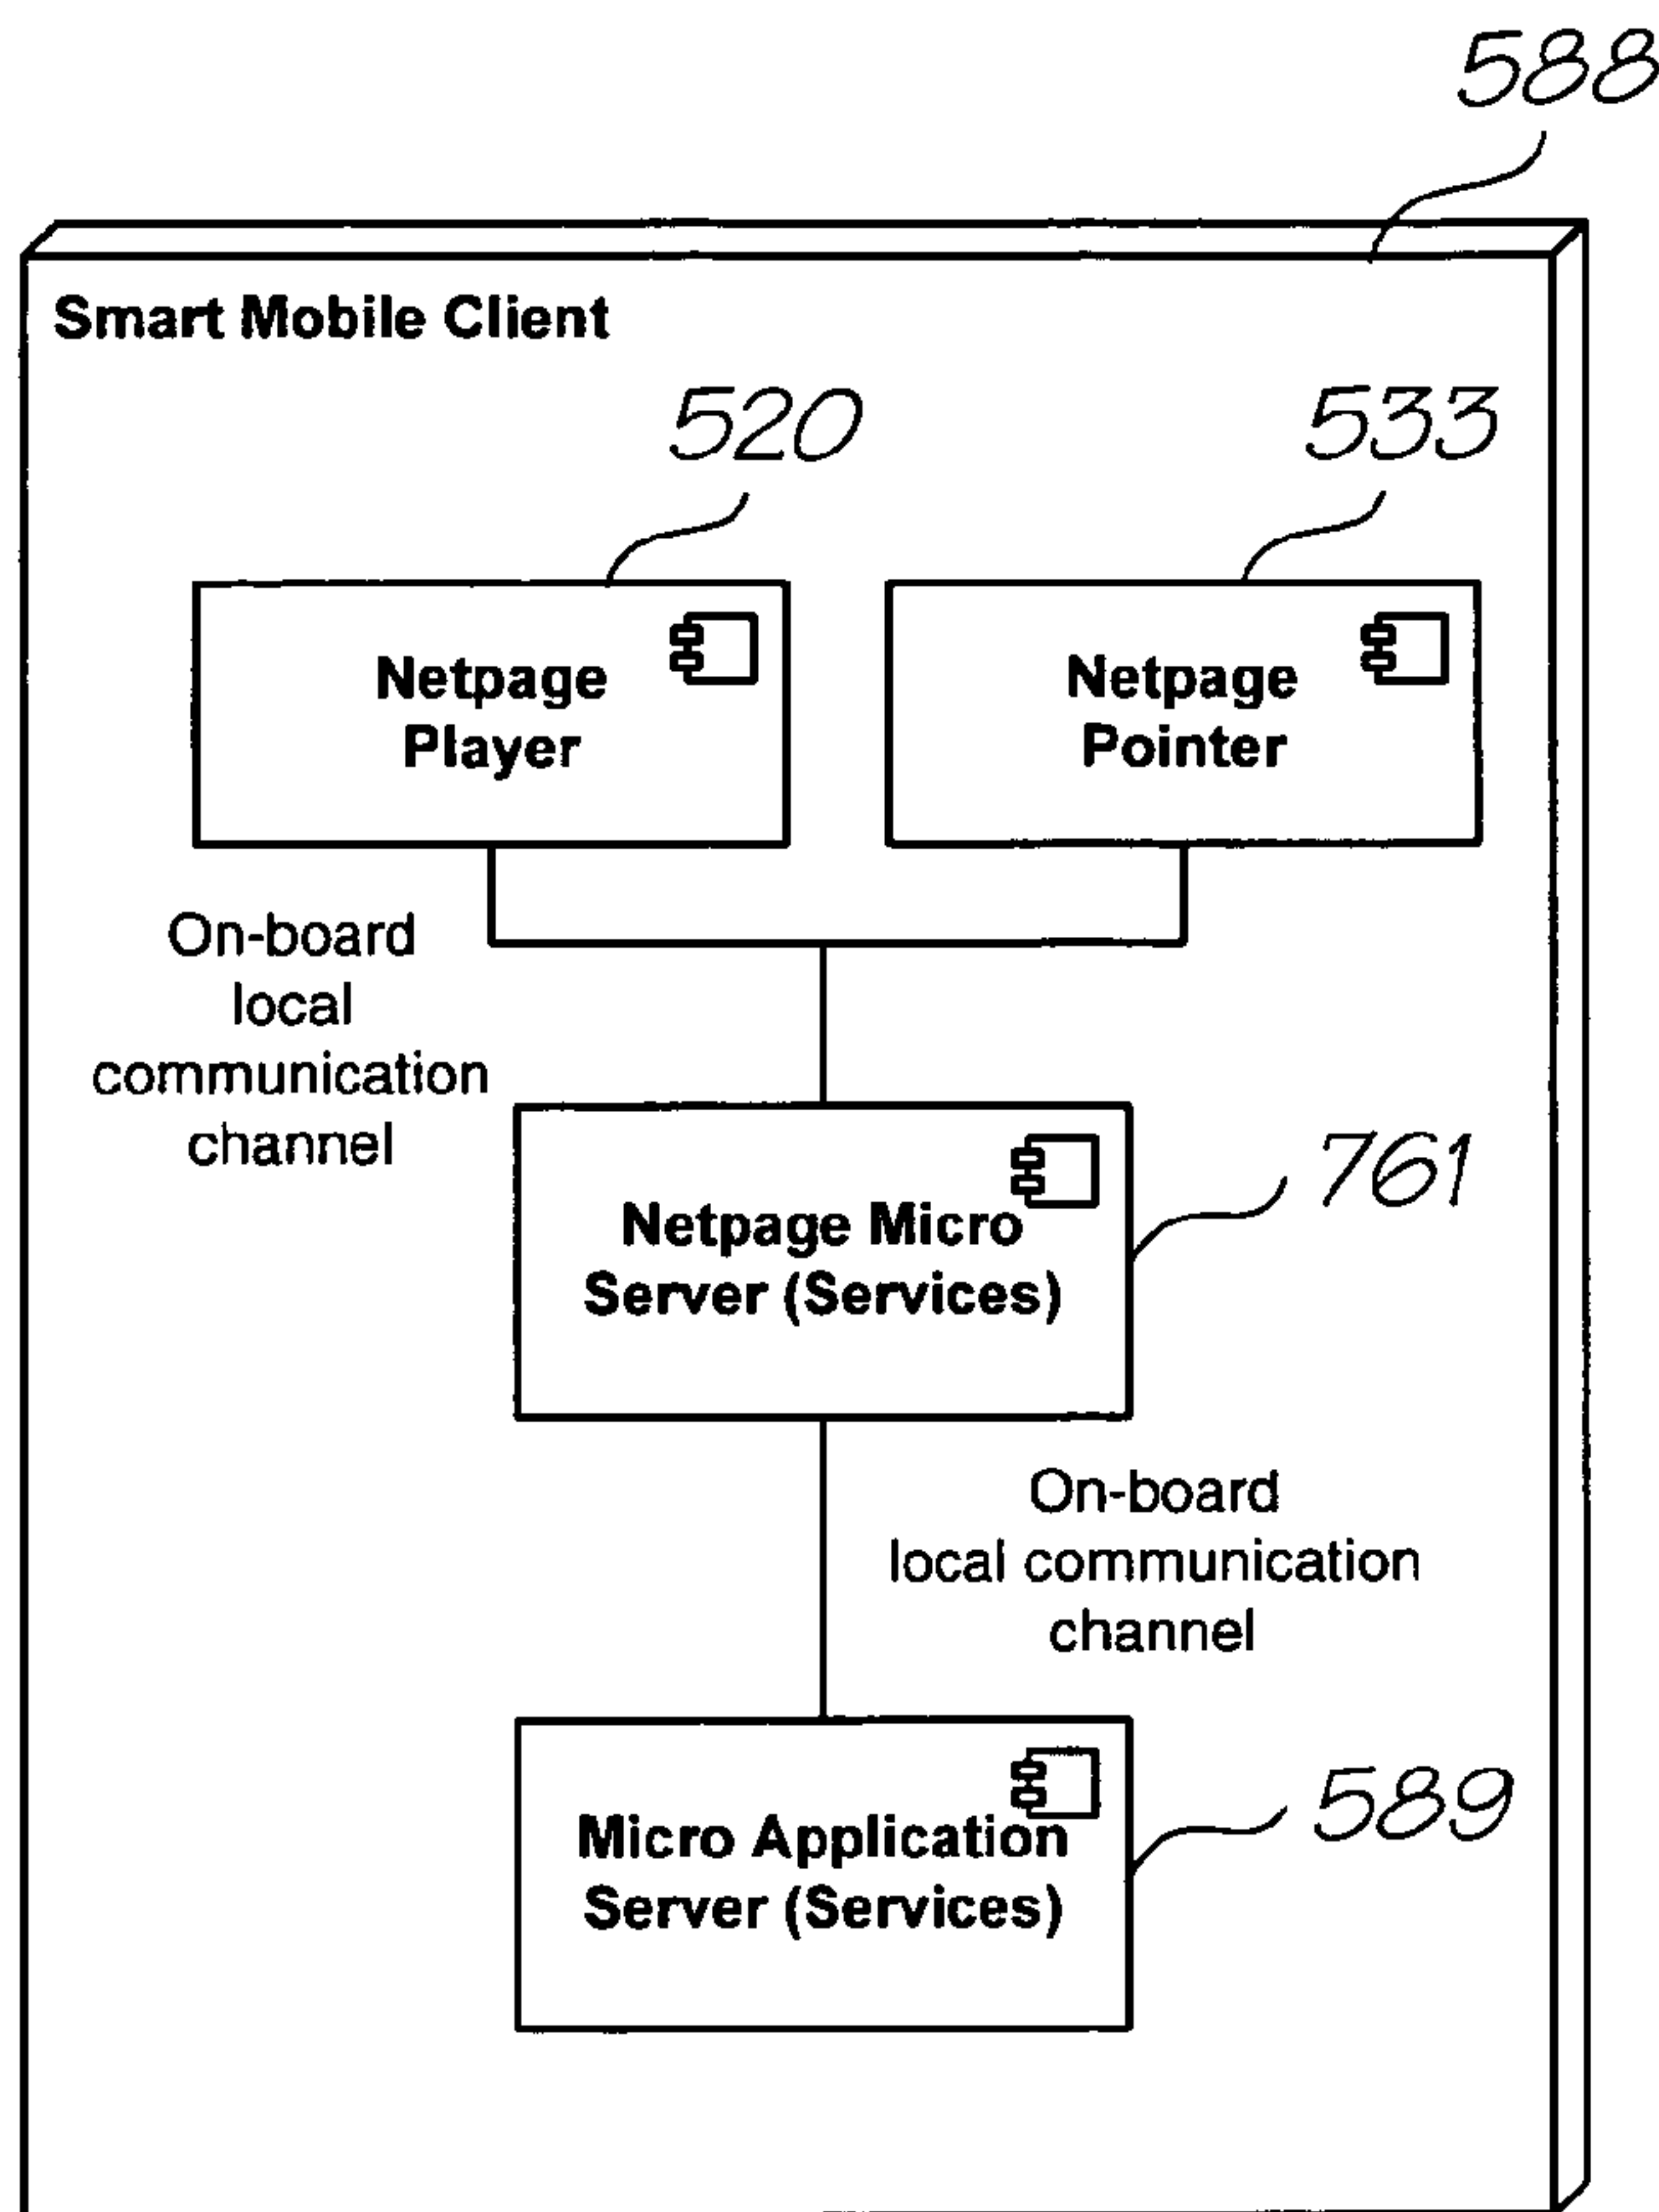 588
Smart Mobile Client
520
533
Netpage
Player
Netpage
Pointer
On-board
local
communication
channel
Netpage Micro
Server (Services)
761
On-board
local communication
channel
Micro Application
Server (Services)
589